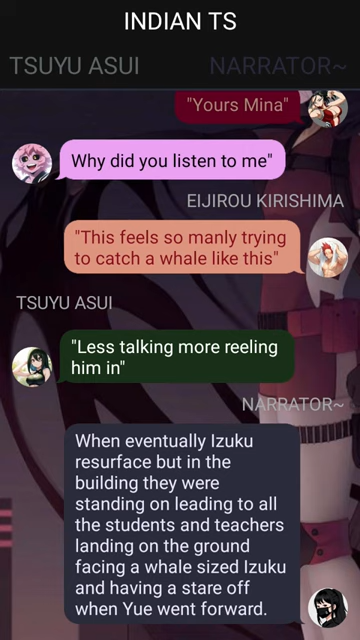 INDIAN TS
TSUYU ASUI
NARRATOR~
"Yours Mina"
Why did you listen to me"
EIJIROU KIRISHIMA
"This feels so manly trying
to catch a whale like this"
TSUYU ASUI
"Less talking more reeling
him in"
NARRATOR~
When eventually Izuku
resurface but in the
building they were
standing on leading to all
the students and teachers
landing on the ground
facing a whale sized Izuku
and having a stare off
when Yue went forward.